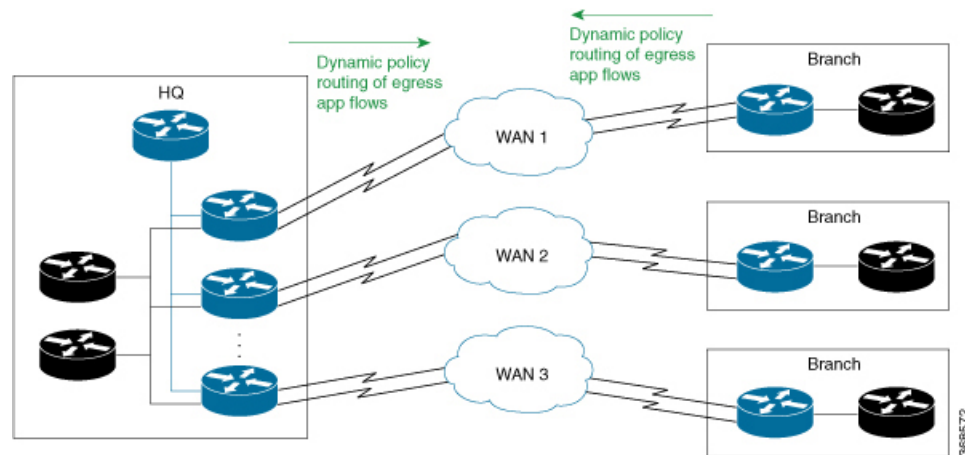 Dynamic policy
routing of egress
app flows
Dynamic policy
routing of egress
app flows
HQ
WAN 1
WAN 2
WAN 3
Branch
Branch
Branch
368572